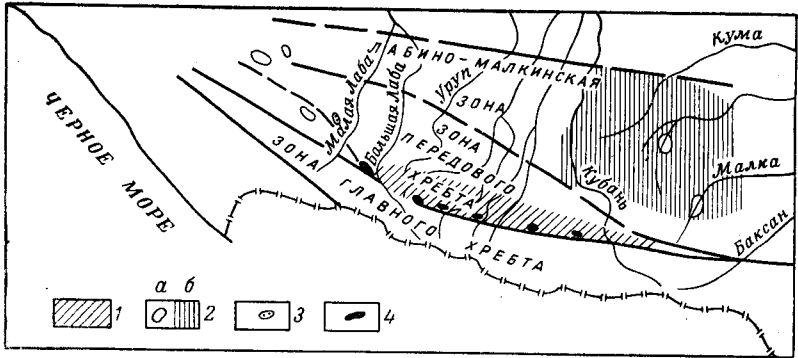 ЧЕРНОЕ МОРЕ
ЛАБИНО-МАЛКИНСКАЯ
ЗОНА
ЗОНА
ПЕРЕДОВОГО
ХРЕБТА
ЗОНА ГЛАВНОГО ХРЕБТА
Малая Лаба
Большая Лаба
Уруп
Кубань
Кума
Малка
Баксан
а б
1 2 3 4